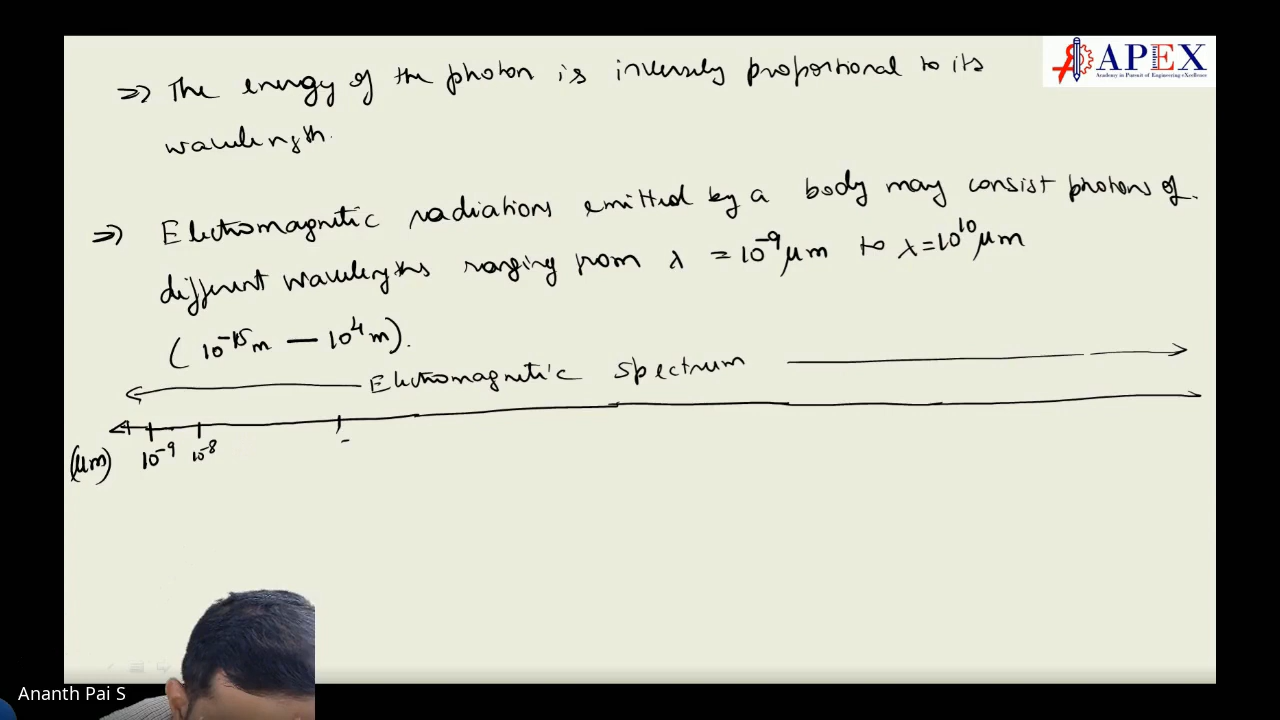 APEX
Academy in Pursuit of Engineering eXcellence
=>) The energy of the photon is inversely proportional to its
wavelength.
=>) Electromagnetic radiations emitted by a body may consist photons of
different wavelengths ranging from λ = 10⁻⁹ μm to λ = 10¹⁰ μm
(10⁻¹⁵m — 10⁴m).
Electromagnetic spectrum
(μm) 10⁻⁹ 10⁻⁸
Ananth Pai S